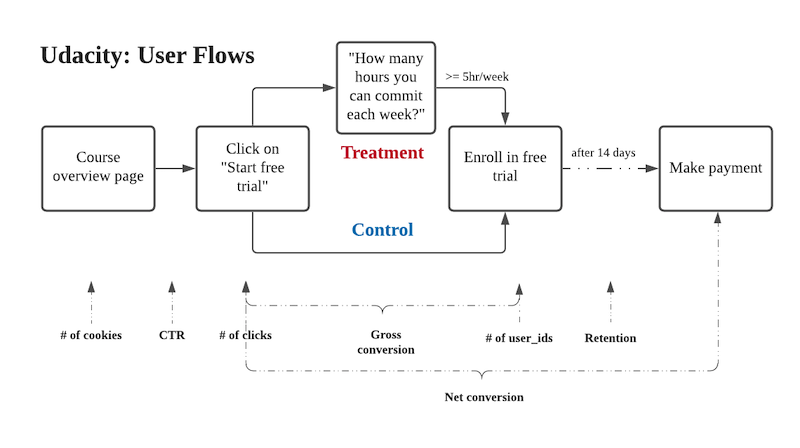 Udacity: User Flows
"How many
hours you
can commit
each week?"
>= 5hr/week
Treatment
Course
overview page
Click on
"Start free
trial"
Enroll in free
trial
after 14 days
Make payment
Control
# of cookies
CTR
# of clicks
Gross
conversion
# of user_ids
Retention
Net conversion